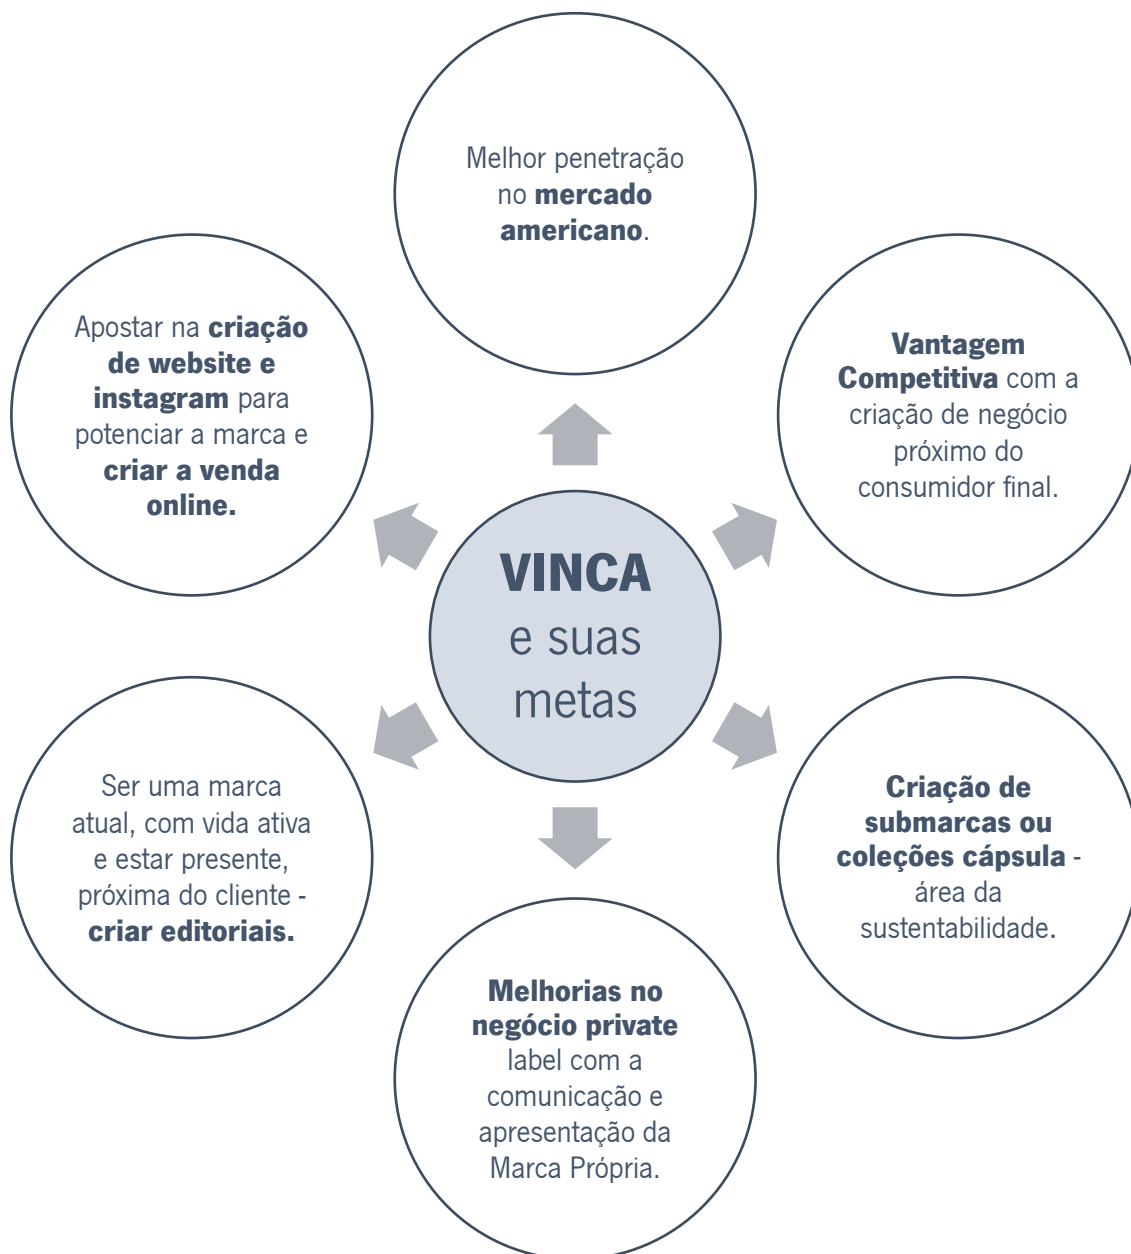 Melhor penetração
no mercado
americano.
Apostar na criação
de website e
instagram para
potenciar a marca e
criar a venda
online.
Vantagem
Competitiva com a
criação de negócio
próximo do
consumidor final.
VINCA
e suas
metas
Ser uma marca
atual, com vida ativa
e estar presente,
próxima do cliente -
criar editoriais.
Criação de
submarcas ou
coleções cápsula -
área da
sustentabilidade.
Melhorias no
negócio private
label com a
comunicação e
apresentação da
Marca Própria.